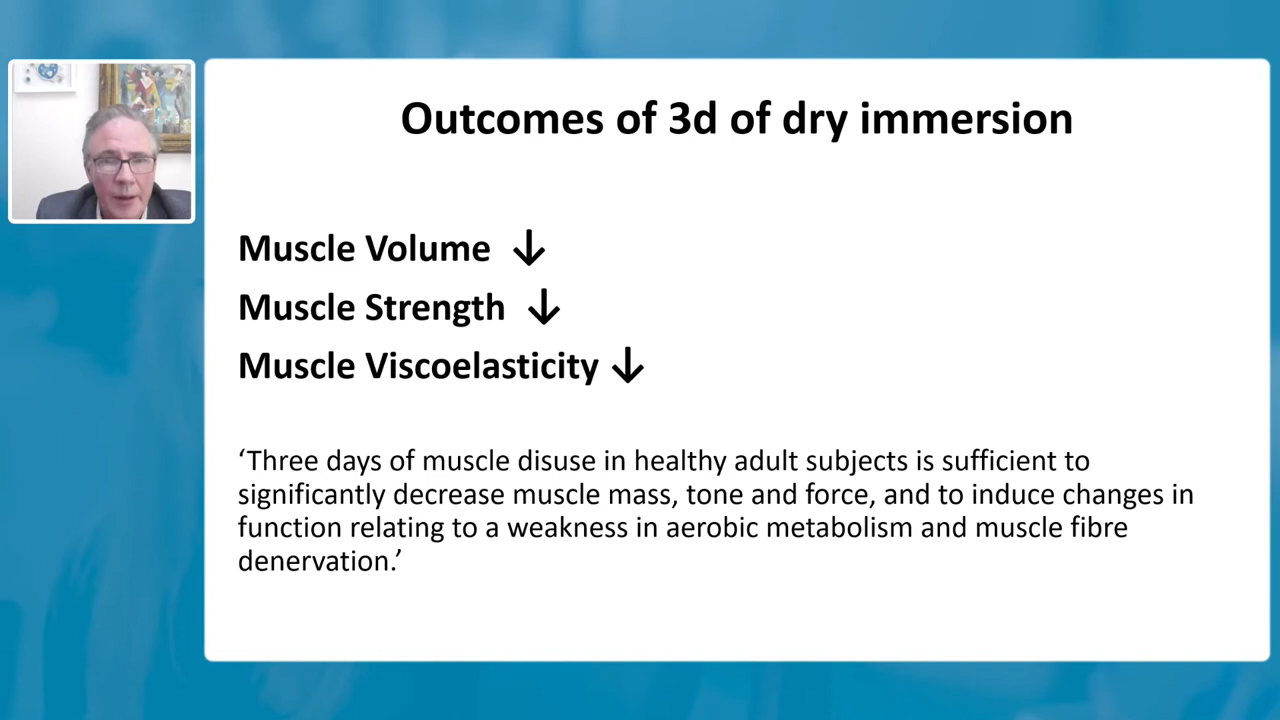 Outcomes of 3d of dry immersion
Muscle Volume ↓
Muscle Strength ↓
Muscle Viscoelasticity ↓
‘Three days of muscle disuse in healthy adult subjects is sufficient to
significantly decrease muscle mass, tone and force, and to induce changes in
function relating to a weakness in aerobic metabolism and muscle fibre
denervation.’